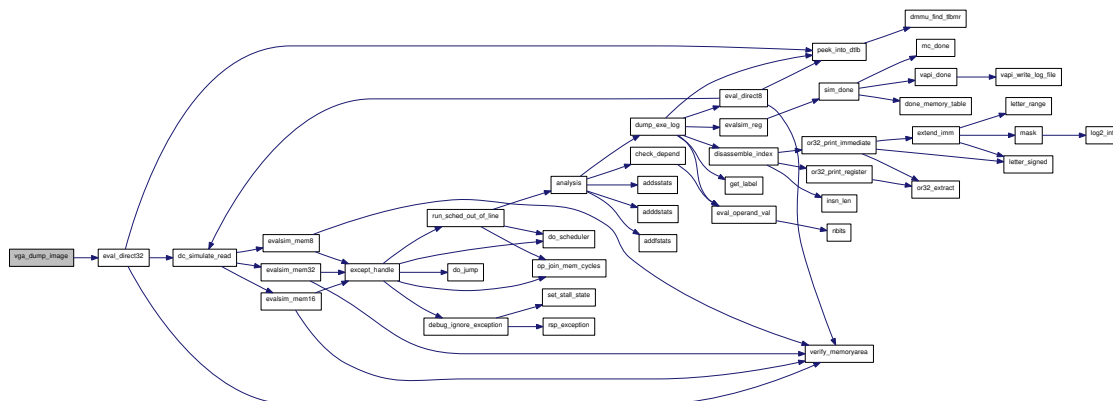 dmmu_find_tlbmr
mc_done
peek_into_dtlb
vapi_done
vapi_write_log_file
sim_done
eval_direct8
done_memory_table
letter_range
dump_exe_log
evalsim_reg
extend_imm
mask
or32_print_immediate
check_depend
disassemble_index
letter_signed
or32_print_register
analysis
addsstats
get_label
or32_extract
insn_len
run_sched_out_of_line
adddstats
eval_operand_val
nbits
evalsim_mem8
do_scheduler
addfstats
vga_dump_image
eval_direct32
dc_simulate_read
op_join_mem_cycles
evalsim_mem32
except_handle
do_jump
evalsim_mem16
set_stall_state
debug_ignore_exception
rsp_exception
verify_memoryarea